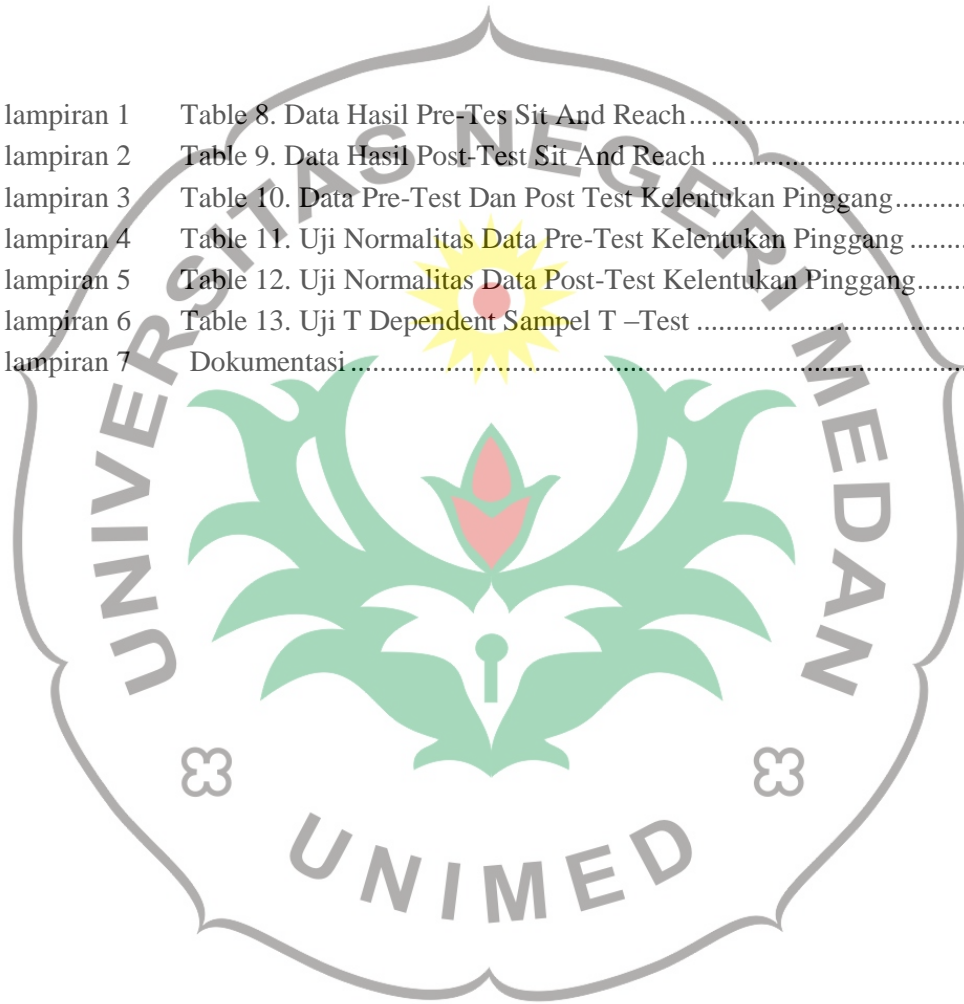 lampiran 1 Table 8. Data Hasil Pre-Tes Sit And Reach........................................
lampiran 2 Table 9. Data Hasil Post-Test Sit And Reach ....................................
lampiran 3 Table 10. Data Pre-Test Dan Post Test Kelentukan Pinggang..........
lampiran 4 Table 11. Uji Normalitas Data Pre-Test Kelentukan Pinggang ........
lampiran 5 Table 12. Uji Normalitas Data Post-Test Kelentukan Pinggang.......
lampiran 6 Table 13. Uji T Dependent Sampel T –Test ......................................
lampiran 7 Dokumentasi......................................................................................
UNIVERSITAS NEGERI MEDAN
UNIMED